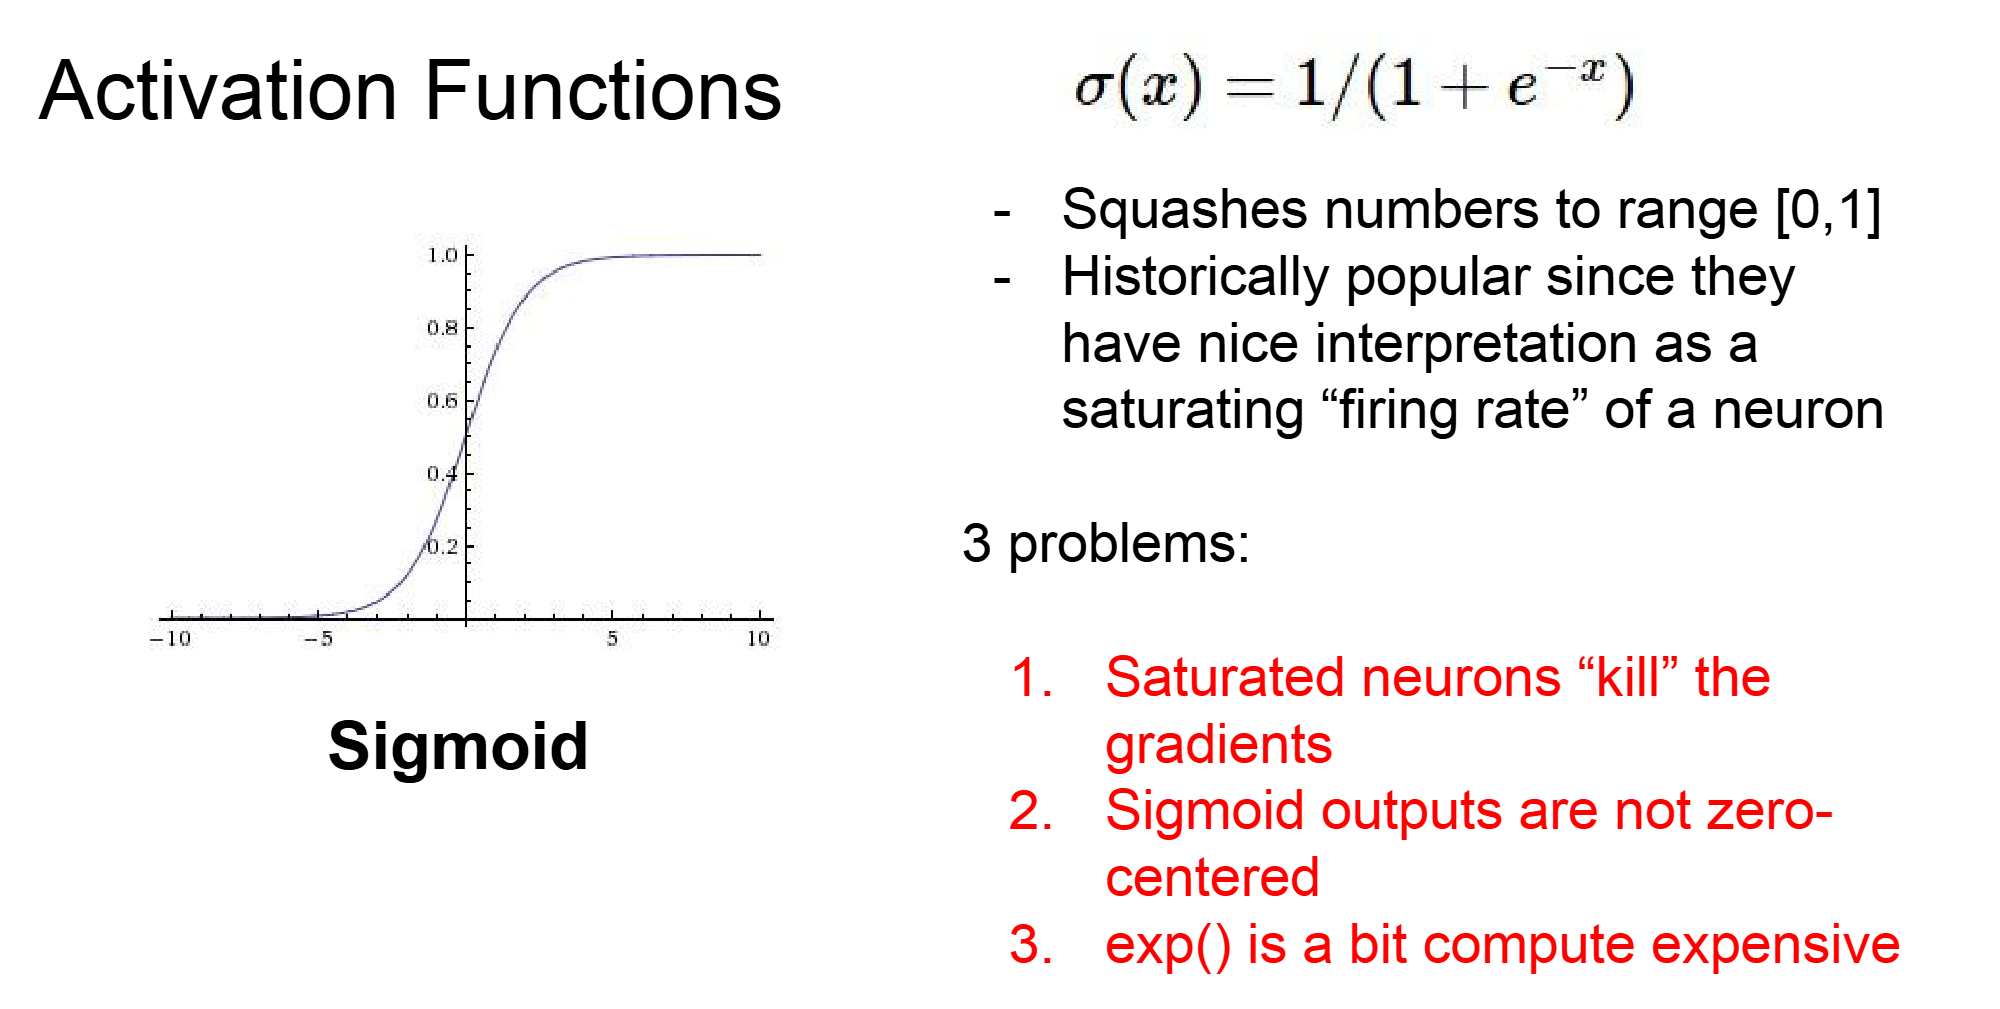 Activation Functions
σ(x) = 1/(1 + e^{−x})
- Squashes numbers to range [0,1]
- Historically popular since they
have nice interpretation as a
saturating “firing rate” of a neuron
1.0
0.8
0.6
0.4
0.2
−10 −5 5 10
Sigmoid
3 problems:
1. Saturated neurons “kill” the
gradients
2. Sigmoid outputs are not zero-
centered
3. exp() is a bit compute expensive